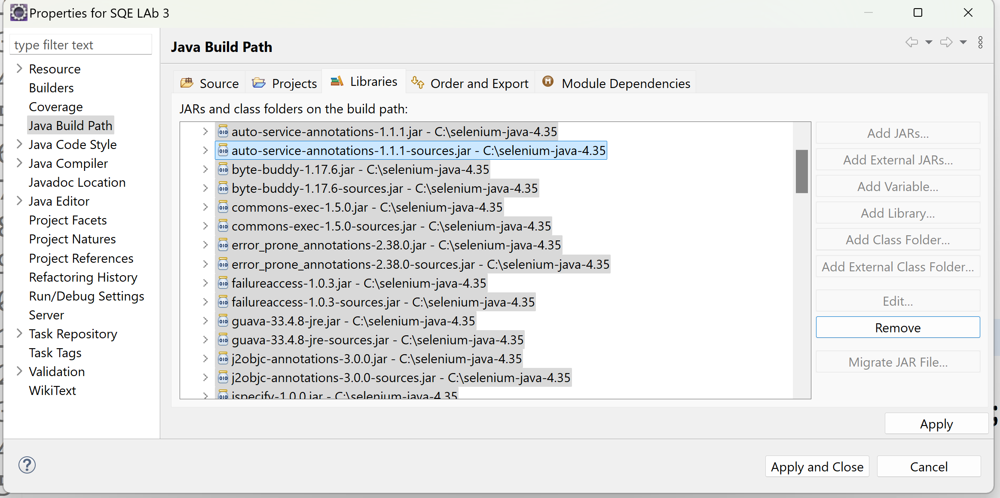 Properties for SQE LAb 3
type filter text
Resource
Builders
Coverage
Java Build Path
Java Code Style
Java Compiler
Javadoc Location
Java Editor
Project Facets
Project Natures
Project References
Refactoring History
Run/Debug Settings
Server
Task Repository
Task Tags
Validation
WikiText
Java Build Path
Source
Projects
Libraries
Order and Export
Module Dependencies
JARs and class folders on the build path:
auto-service-annotations-1.1.1.jar - C:\selenium-java-4.35
auto-service-annotations-1.1.1-sources.jar - C:\selenium-java-4.35
byte-buddy-1.17.6.jar - C:\selenium-java-4.35
byte-buddy-1.17.6-sources.jar - C:\selenium-java-4.35
commons-exec-1.5.0.jar - C:\selenium-java-4.35
commons-exec-1.5.0-sources.jar - C:\selenium-java-4.35
error_prone_annotations-2.38.0.jar - C:\selenium-java-4.35
error_prone_annotations-2.38.0-sources.jar - C:\selenium-java-4.35
failureaccess-1.0.3.jar - C:\selenium-java-4.35
failureaccess-1.0.3-sources.jar - C:\selenium-java-4.35
guava-33.4.8-jre.jar - C:\selenium-java-4.35
guava-33.4.8-jre-sources.jar - C:\selenium-java-4.35
j2objc-annotations-3.0.0.jar - C:\selenium-java-4.35
j2objc-annotations-3.0.0-sources.jar - C:\selenium-java-4.35
jspecify-1.0.0.jar - C:\selenium-java-4.35
Add JARs...
Add External JARs...
Add Variable...
Add Library...
Add Class Folder...
Add External Class Folder...
Edit...
Remove
Migrate JAR File...
Apply
Apply and Close
Cancel